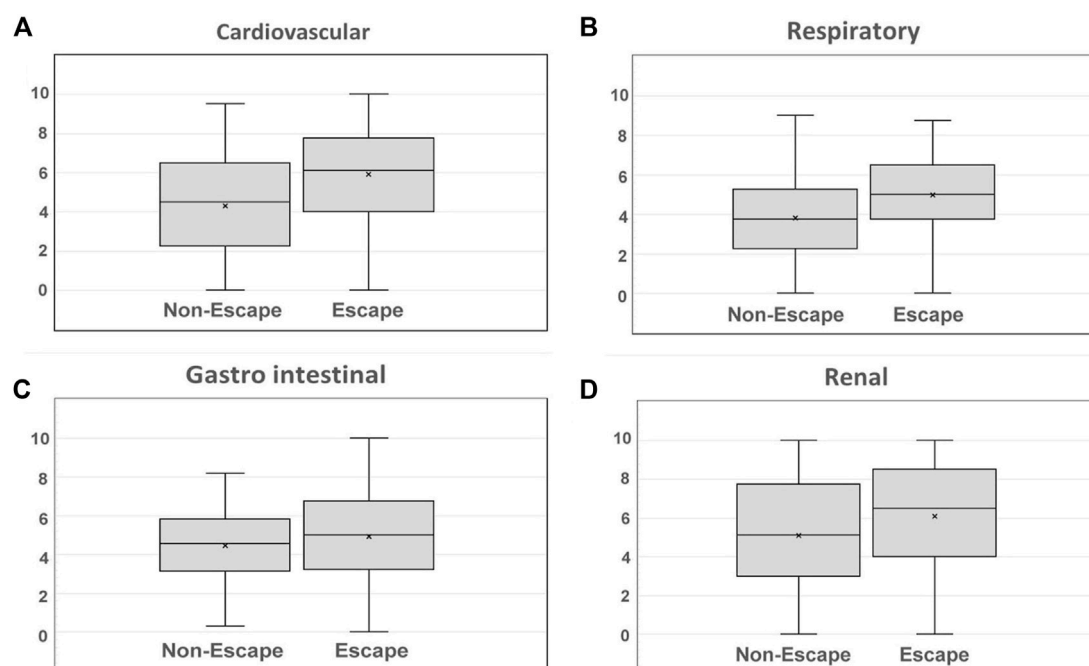 A
Cardiovascular
10
8
6
4
2
0
Non-Escape
Escape
B
Respiratory
10
8
6
4
2
0
Non-Escape
Escape
C
Gastro intestinal
10
8
6
4
2
0
Non-Escape
Escape
D
Renal
10
8
6
4
2
0
Non-Escape
Escape